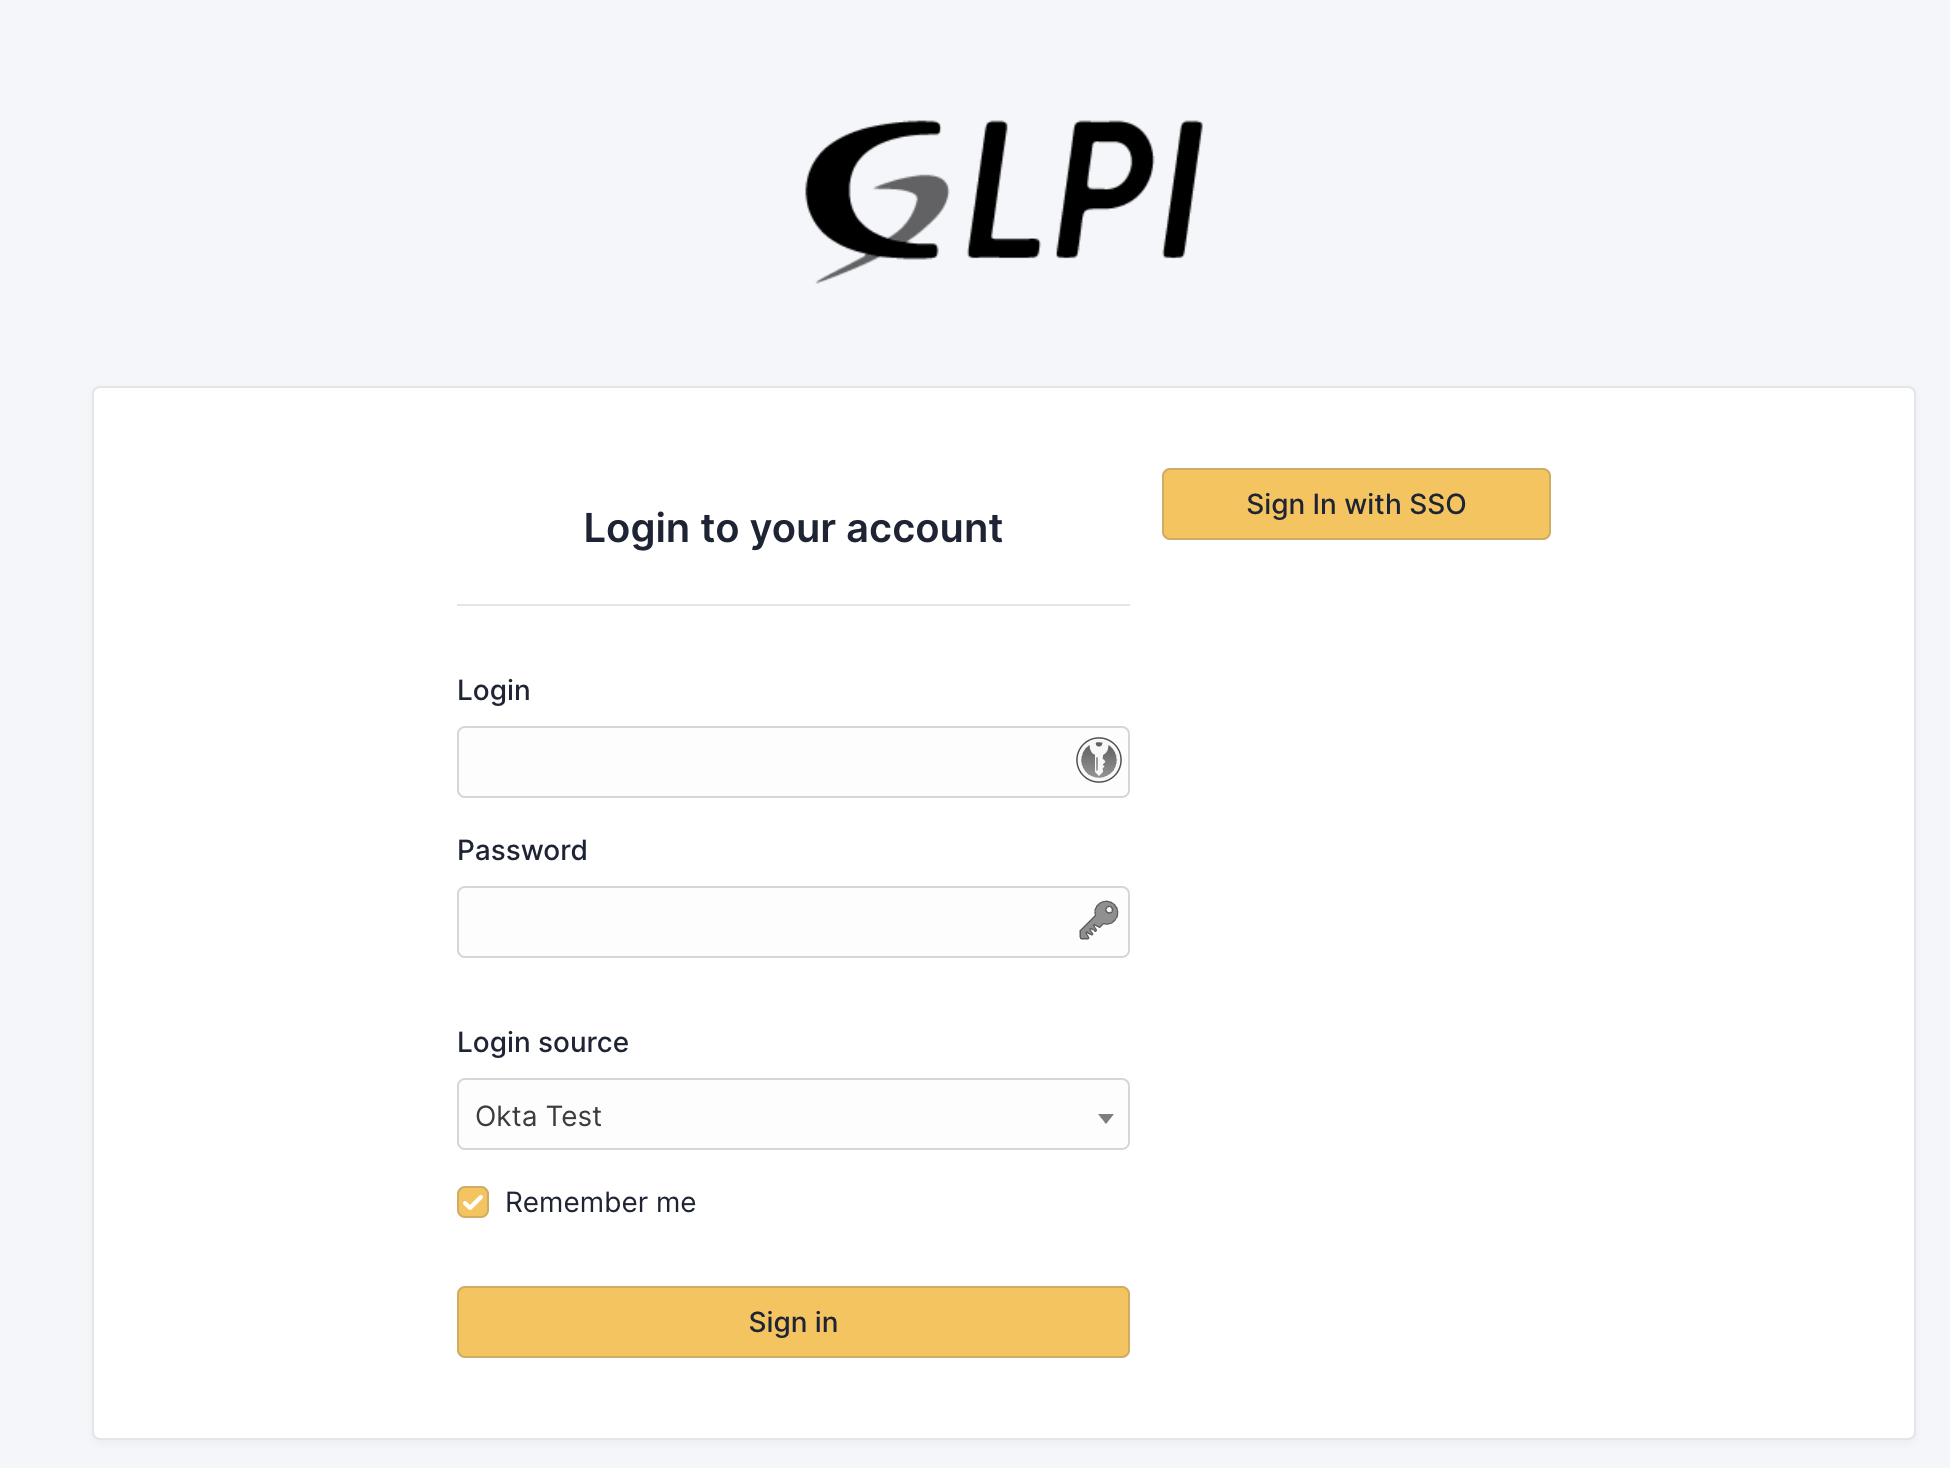 GLPI
Login to your account
Sign In with SSO
Login
Password
Login source
Okta Test
Remember me
Sign in